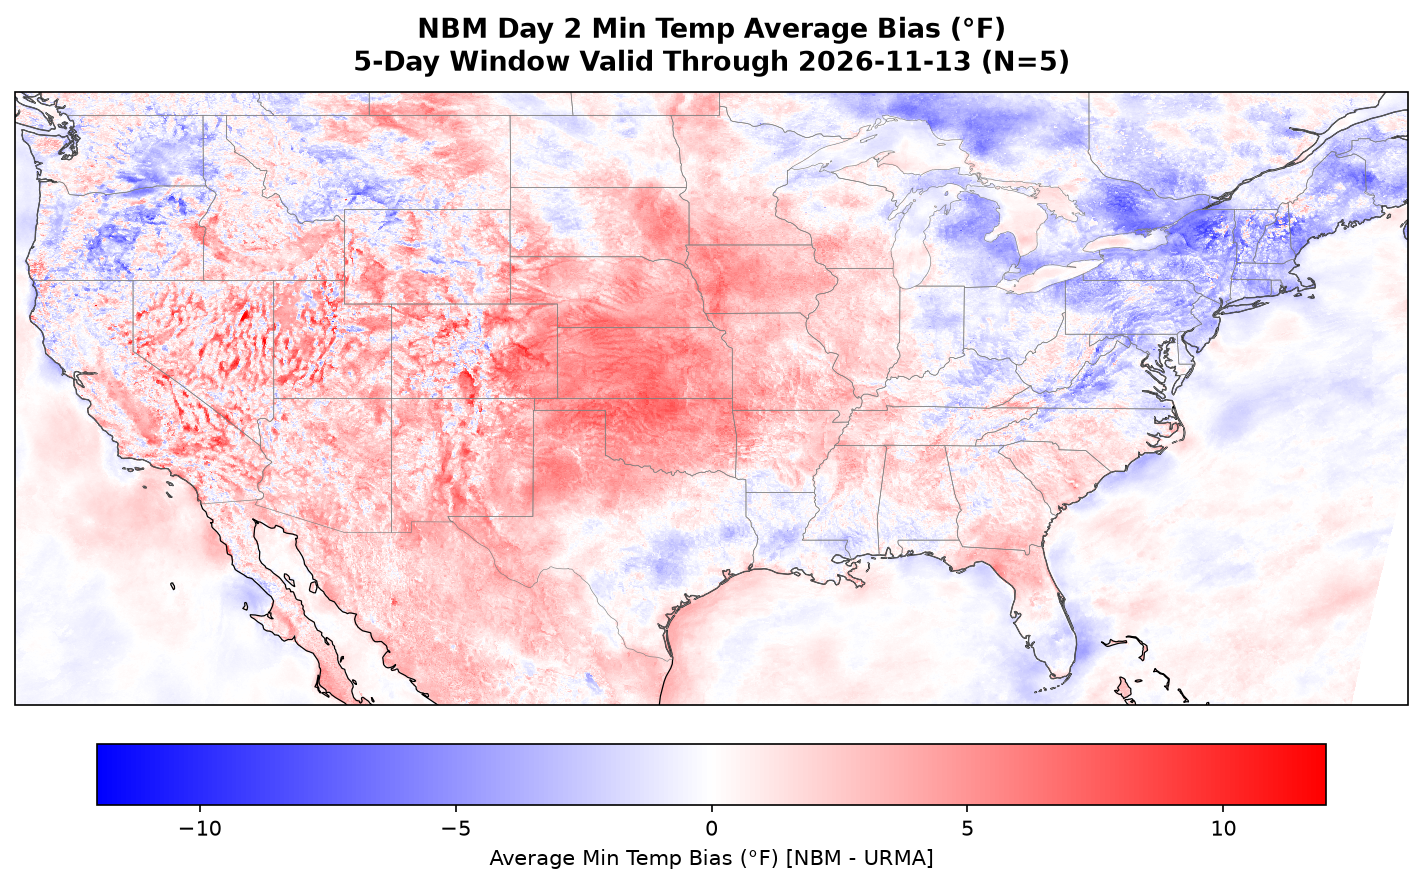 NBM Day 2 Min Temp Average Bias (°F)
5-Day Window Valid Through 2026-11-13 (N=5)
−10 −5 0 5 10
Average Min Temp Bias (°F) [NBM - URMA]